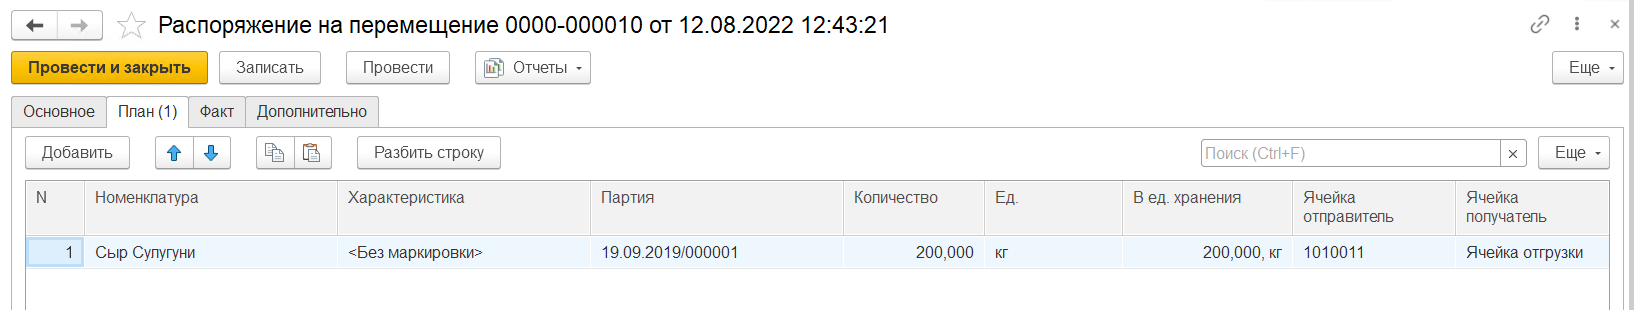 Распоряжение на перемещение 0000-000010 от 12.08.2022 12:43:21
Провести и закрыть Записать Провести Отчеты Еще
Основное План (1) Факт Дополнительно
Добавить Разбить строку Поиск (Ctrl+F) × Еще
N Номенклатура Характеристика Партия Количество Ед. В ед. хранения Ячейка отправитель Ячейка получатель
1 Сыр Сулугуни <Без маркировки> 19.09.2019/000001 200,000 кг 200,000, кг 1010011 Ячейка отгрузки